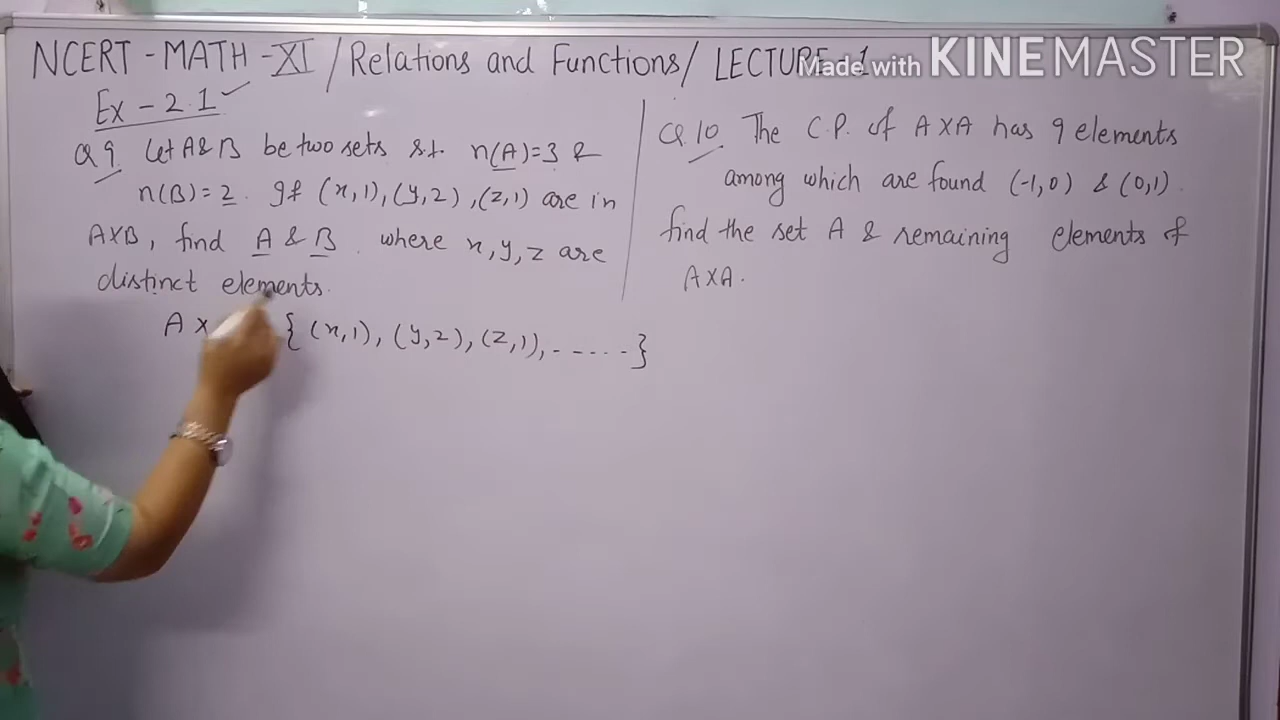 NCERT - MATH - XI / Relations and Functions / LECTURE - 1
Made with KINEMASTER
Ex - 2.1
Q 9. Let A & B be two sets s.t. n(A)=3 &
n(B)=2. If (x,1), (y,2), (z,1) are in
A×B, find A & B. where x, y, z are
distinct elements.
A × { (x,1), (y,2), (z,1), ------ }
Q. 10. The C.P. of A×A has 9 elements
among which are found (-1,0) & (0,1).
find the set A & remaining elements of
A×A.